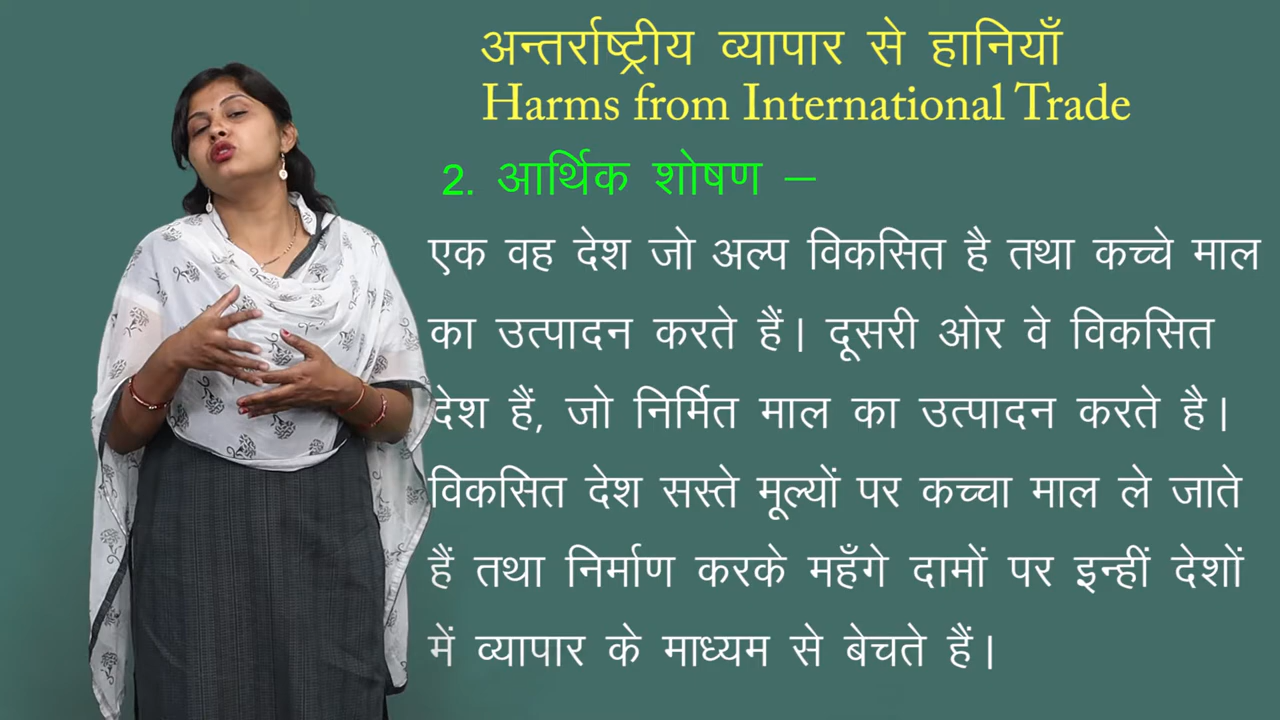 अन्तर्राष्ट्रीय व्यापार से हानियाँ
Harms from International Trade
2. आर्थिक शोषण –
एक वह देश जो अल्प विकसित है तथा कच्चे माल
का उत्पादन करते हैं। दूसरी ओर वे विकसित
देश हैं, जो निर्मित माल का उत्पादन करते है।
विकसित देश सस्ते मूल्यों पर कच्चा माल ले जाते
हैं तथा निर्माण करके महँगे दामों पर इन्हीं देशों
में व्यापार के माध्यम से बेचते हैं।